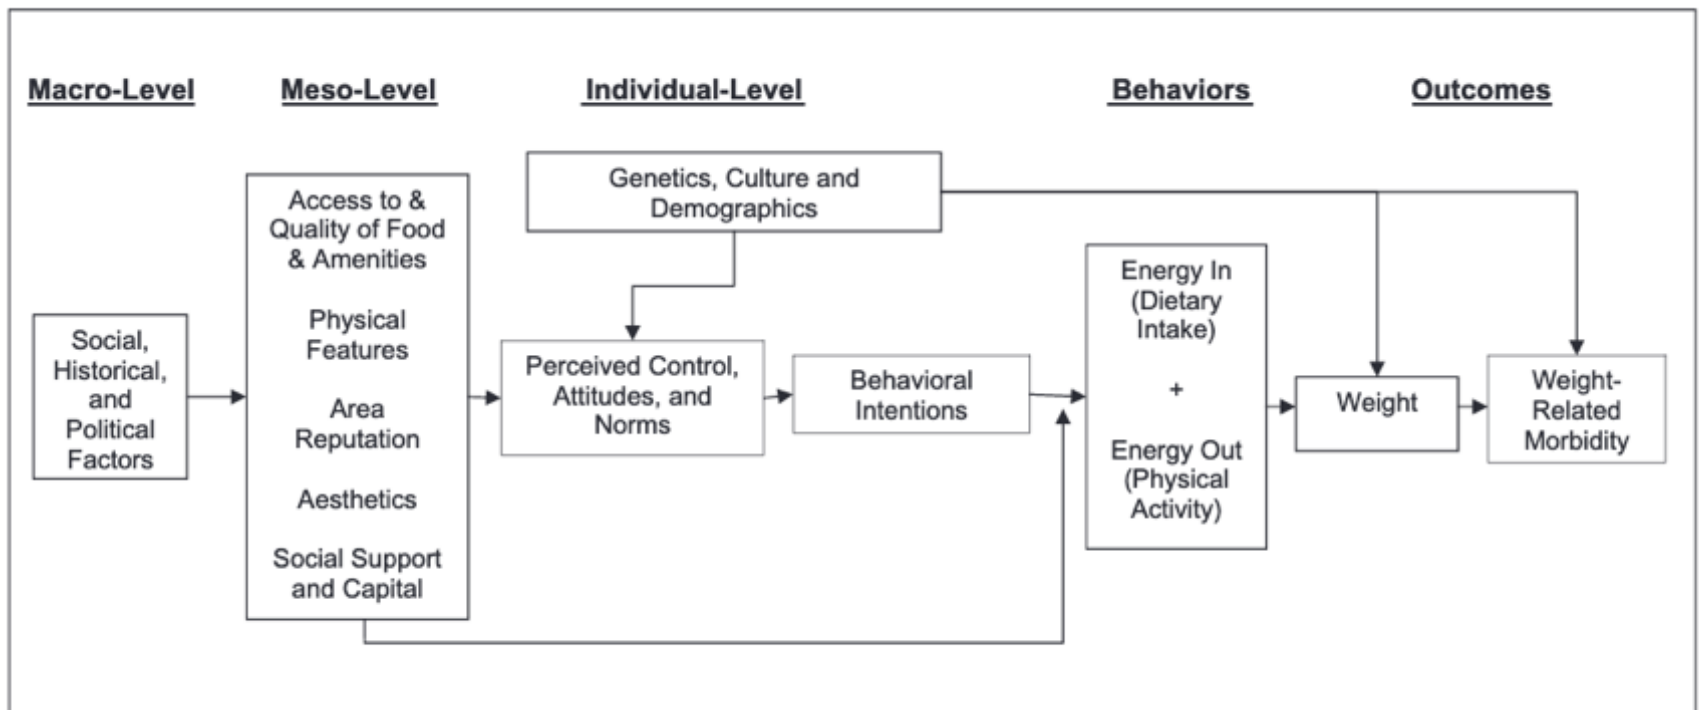 Macro-Level
Meso-Level
Individual-Level
Behaviors
Outcomes
Social,
Historical,
and
Political
Factors
Access to &
Quality of Food
& Amenities
Physical
Features
Area
Reputation
Aesthetics
Social Support
and Capital
Genetics, Culture and
Demographics
Perceived Control,
Attitudes, and
Norms
Behavioral
Intentions
Energy In
(Dietary
Intake)
+
Energy Out
(Physical
Activity)
Weight
Weight-
Related
Morbidity